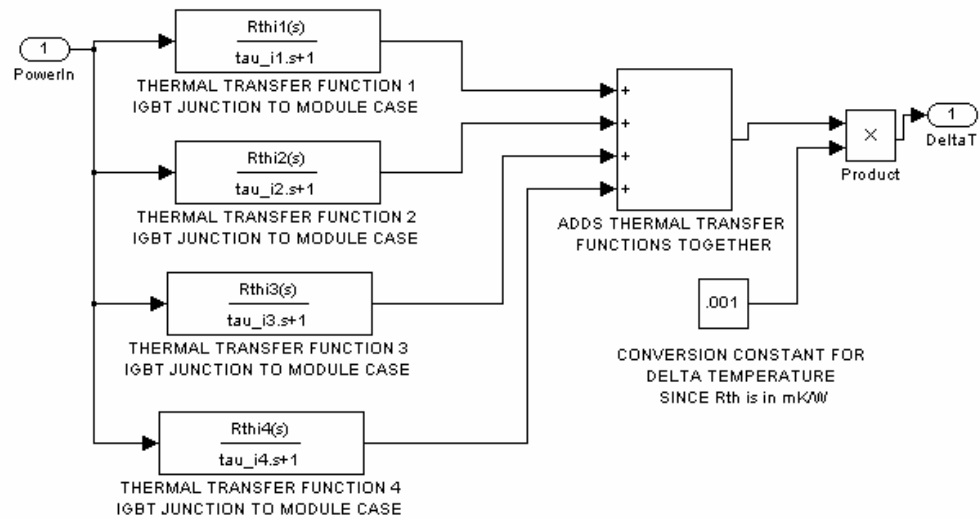 1
PowerIn
Rthi1(s)
tau_i1.s+1
THERMAL TRANSFER FUNCTION 1
IGBT JUNCTION TO MODULE CASE
Rthi2(s)
tau_i2.s+1
THERMAL TRANSFER FUNCTION 2
IGBT JUNCTION TO MODULE CASE
Rthi3(s)
tau_i3.s+1
THERMAL TRANSFER FUNCTION 3
IGBT JUNCTION TO MODULE CASE
Rthi4(s)
tau_i4.s+1
THERMAL TRANSFER FUNCTION 4
IGBT JUNCTION TO MODULE CASE
+
+
+
+
ADDS THERMAL TRANSFER
FUNCTIONS TOGETHER
.001
CONVERSION CONSTANT FOR
DELTA TEMPERATURE
SINCE Rth is in mK/W
×
Product
1
DeltaT